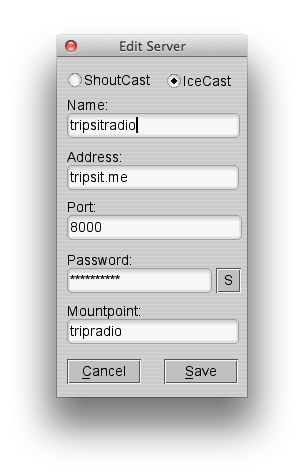 Edit Server
ShoutCast IceCast
Name:
tripsitradio
Address:
tripsit.me
Port:
8000
Password:
********** S
Mountpoint:
tripradio
Cancel Save